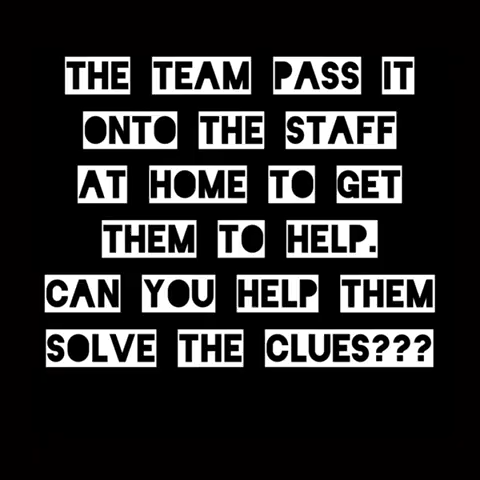 THE TEAM PASS IT
ONTO THE STAFF
AT HOME TO GET
THEM TO HELP.
CAN YOU HELP THEM
SOLVE THE CLUES???